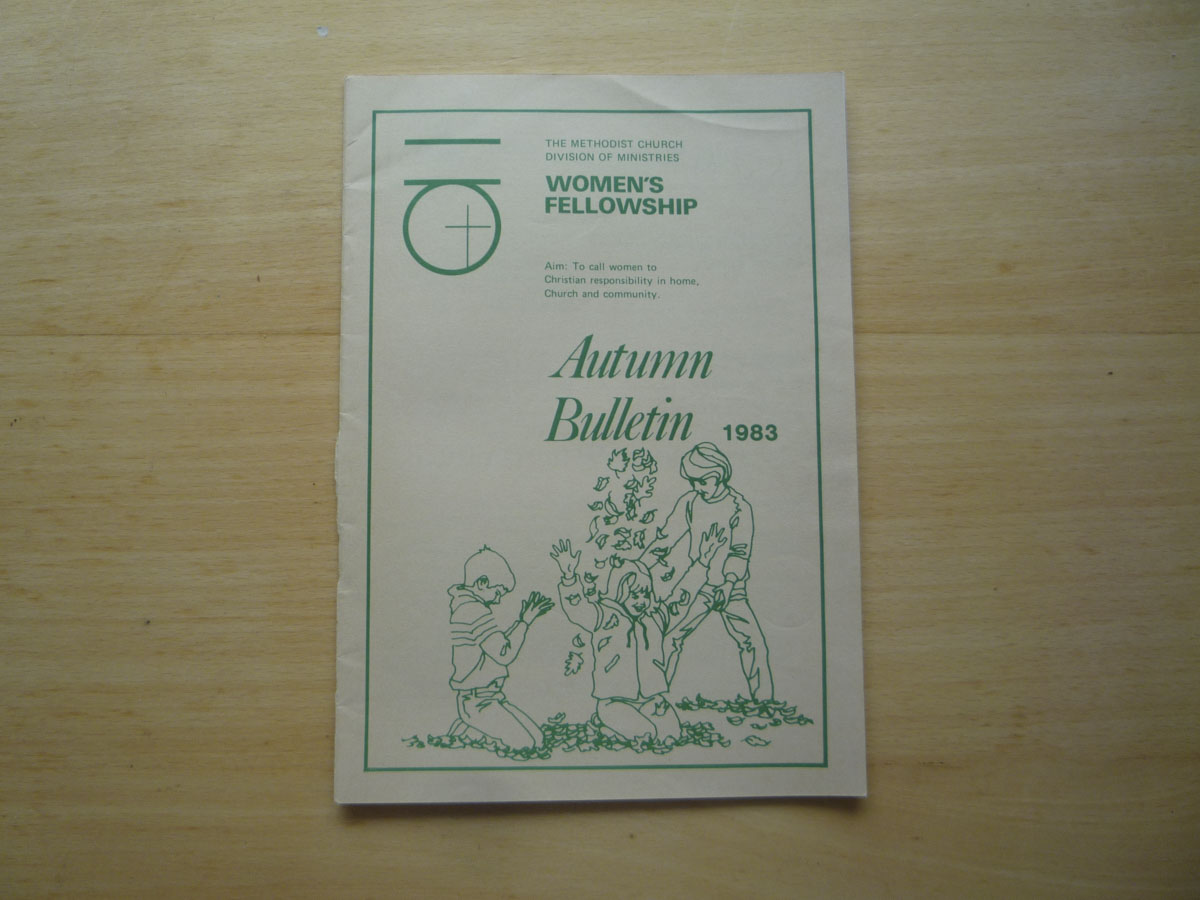 THE METHODIST CHURCH
DIVISION OF MINISTRIES
WOMEN'S
FELLOWSHIP
Aim: To call women to
Christian responsibility in home,
Church and community.
Autumn
Bulletin 1983